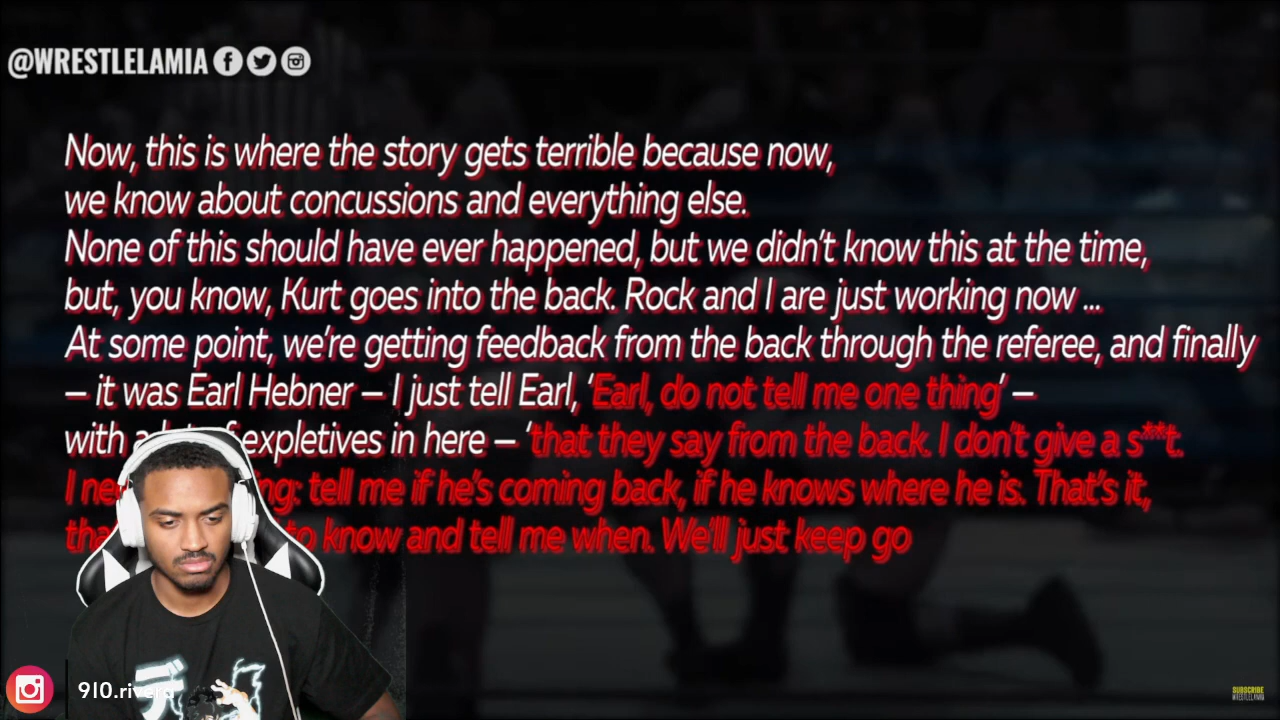 @WRESTLELAMIA
Now, this is where the story gets terrible because now,
we know about concussions and everything else.
None of this should have ever happened, but we didn't know this at the time,
but, you know, Kurt goes into the back. Rock and I are just working now ...
At some point, we're getting feedback from the back through the referee, and finally
– it was Earl Hebner – I just tell Earl, 'Earl, do not tell me one thing' –
with expletives in here – 'that they say from the back. I don't give a s**t.
I tell me if he's coming back, if he knows where he is. That's it,
to know and tell me when. We'll just keep go
910.rivera
SUBSCRIBE
@WRESTLELAMIA